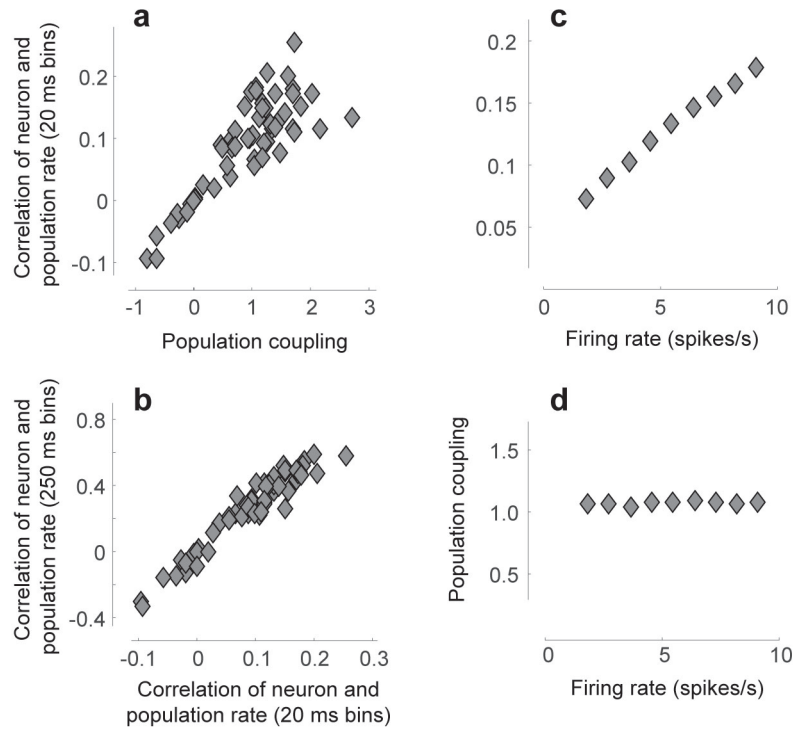 a
Correlation of neuron and
population rate (20 ms bins)
0.2
0.1
0
-0.1
-1
0
1
2
3
Population coupling
b
Correlation of neuron and
population rate (250 ms bins)
0.8
0.4
0
-0.4
-0.1
0
0.1
0.2
0.3
Correlation of neuron and
population rate (20 ms bins)
c
0.2
0.15
0.1
0.05
0
5
10
Firing rate (spikes/s)
d
Population coupling
1.5
1.0
0.5
0
5
10
Firing rate (spikes/s)